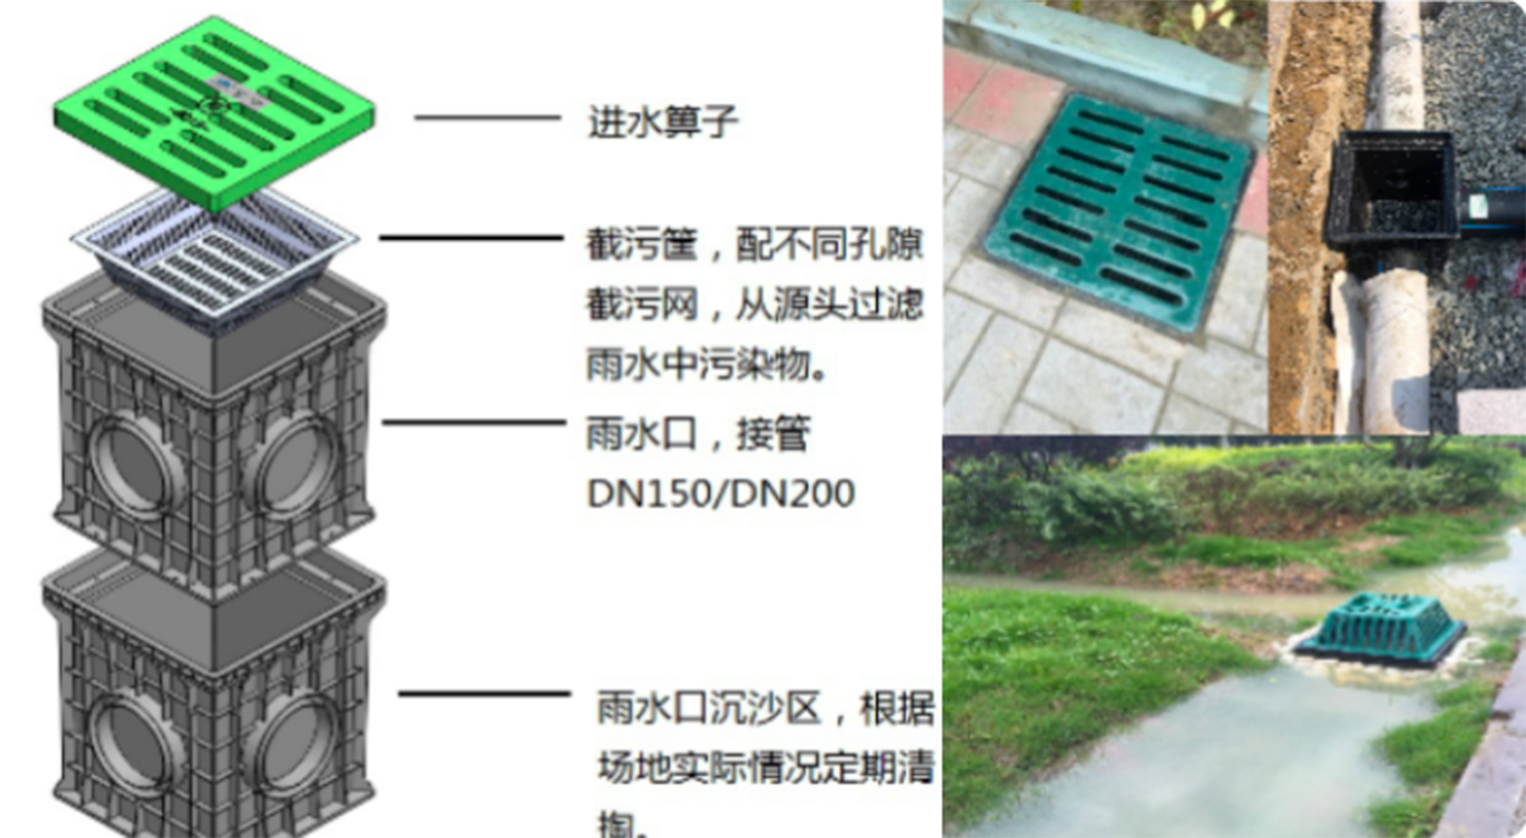 进水箅子
截污筐，配不同孔隙
截污网，从源头过滤
雨水中污染物。
雨水口，接管
DN150/DN200
雨水口沉沙区，根据
场地实际情况定期清
掏。